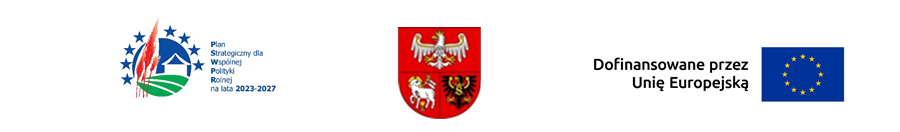 Plan
Strategiczny dla
Wspólnej
Polityki
Rolnej
na lata 2023-2027
Dofinansowane przez
Unię Europejską